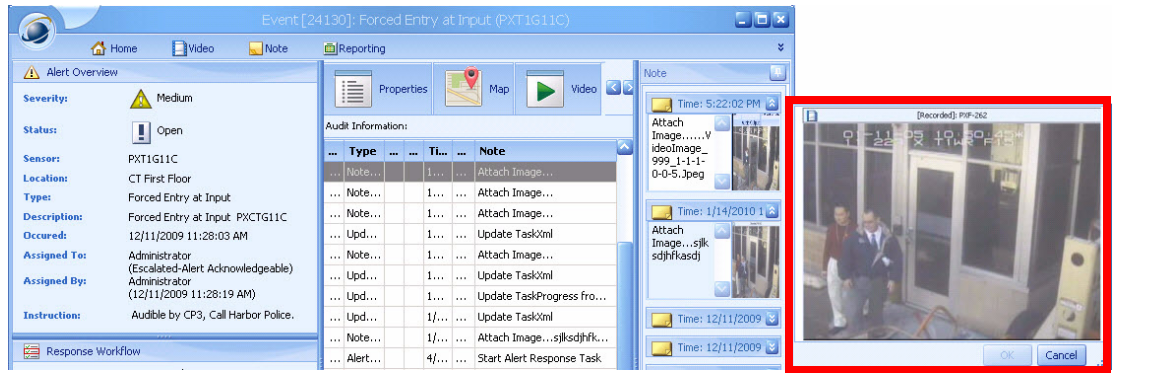 Event [24130]: Forced Entry at Input (PXT1G11C)
Home Video Note Reporting
Alert Overview
Severity: Medium
Status: Open
Sensor: PXT1G11C
Location: CT First Floor
Type: Forced Entry at Input
Description: Forced Entry at Input PXCTG11C
Occured: 12/11/2009 11:28:03 AM
Assigned To: Administrator
(Escalated-Alert Acknowledgeable)
Assigned By: Administrator
(12/11/2009 11:28:19 AM)
Instruction: Audible by CP3, Call Harbor Police.
Response Workflow
Properties Map Video
Audit Information:
... Type ... ... Ti... ... Note
... Note... 1... ... Attach Image...
... Note... 1... ... Attach Image...
... Note... 1... ... Attach Image...
... Upd... 1... ... Update TaskXml
... Note... 1... ... Attach Image...
... Upd... 1... ... Update TaskXml
... Upd... 1... ... Update TaskProgress fro...
... Upd... 1/... ... Update TaskXml
... Note... 1/... ... Attach Image...sjlksdjhfk...
... Alert... 4/... ... Start Alert Response Task
Note
Time: 5:22:02 PM
Attach
Image......V
ideoImage_
999_1-1-1-
0-0-5.Jpeg
Time: 1/14/2010 1
Attach
Image...sjlk
sdjhfkasdj
Time: 12/11/2009
Time: 12/11/2009
[Recorded]: PXF-262
01-11-05 10:50:45*
OK Cancel